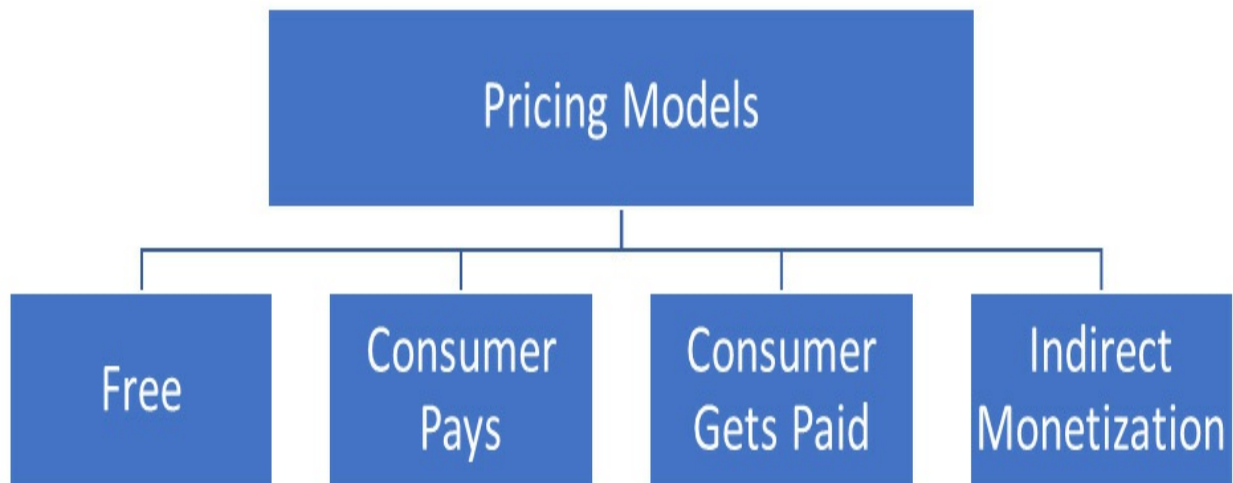 Pricing Models
Free
Consumer
Pays
Consumer
Gets Paid
Indirect
Monetization